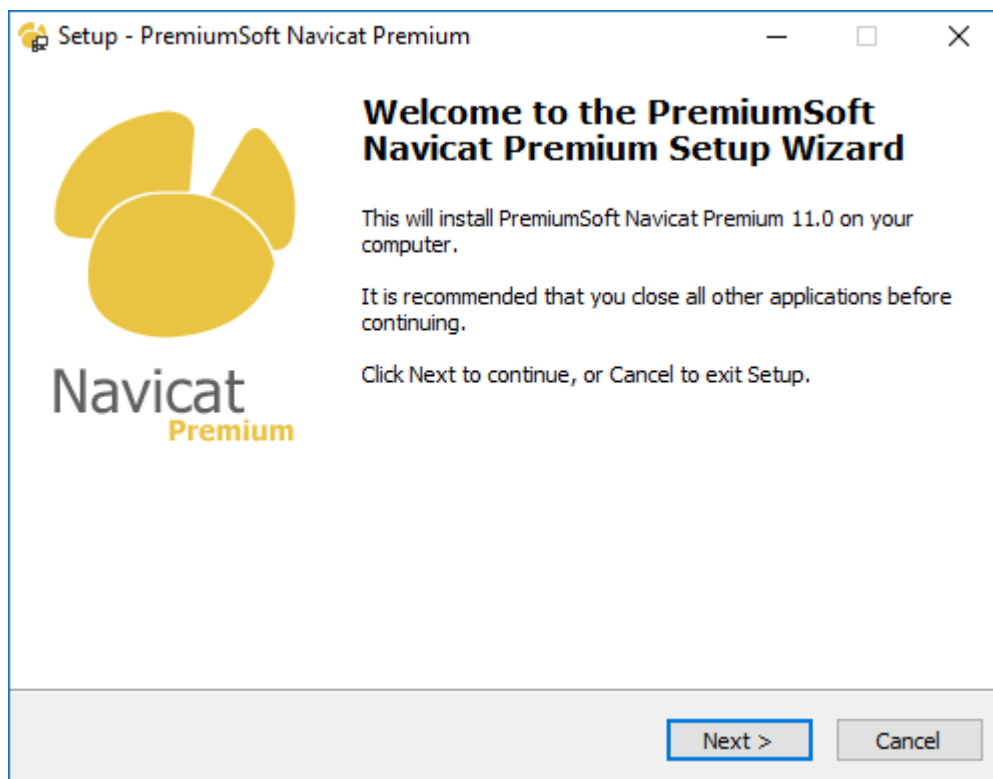 Setup - PremiumSoft Navicat Premium
Welcome to the PremiumSoft
Navicat Premium Setup Wizard
This will install PremiumSoft Navicat Premium 11.0 on your
computer.
It is recommended that you close all other applications before
continuing.
Click Next to continue, or Cancel to exit Setup.
Navicat
Premium
Next >
Cancel